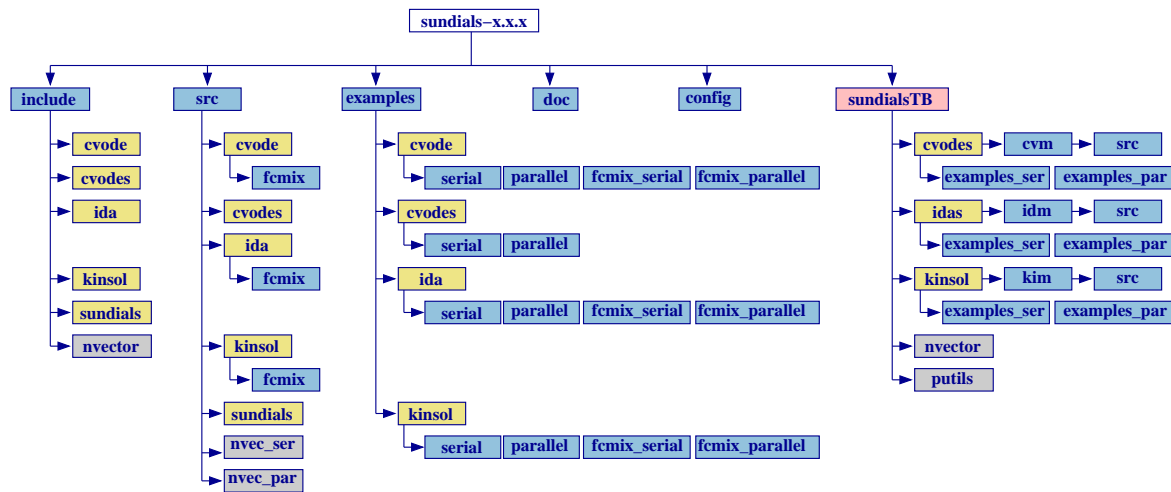 sundials−x.x.x
include src examples doc config sundialsTB
cvode cvode cvode cvodes cvm src
cvodes fcmix serial parallel fcmix_serial fcmix_parallel examples_ser examples_par
ida cvodes cvodes idas idm src
ida serial parallel examples_ser examples_par
kinsol fcmix ida kinsol kim src
sundials serial parallel fcmix_serial fcmix_parallel examples_ser examples_par
nvector kinsol nvector
fcmix putils
sundials kinsol
nvec_ser serial parallel fcmix_serial fcmix_parallel
nvec_par